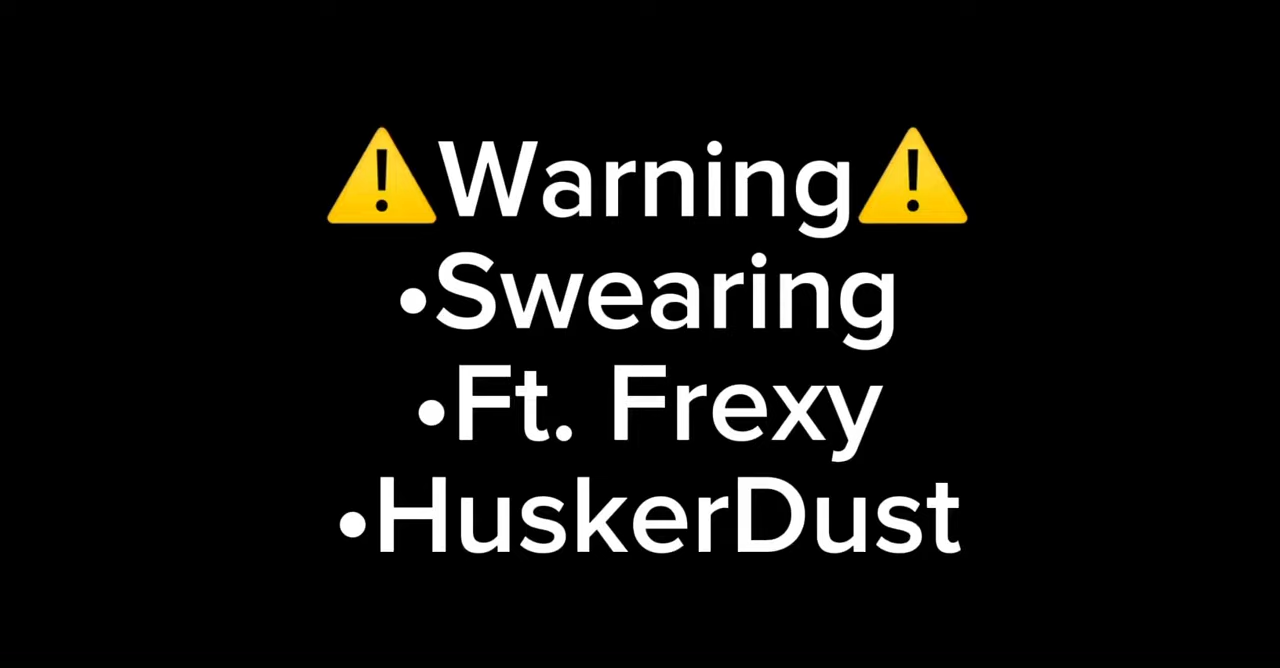 ⚠️Warning⚠️
•Swearing
•Ft. Frexy
•HuskerDust